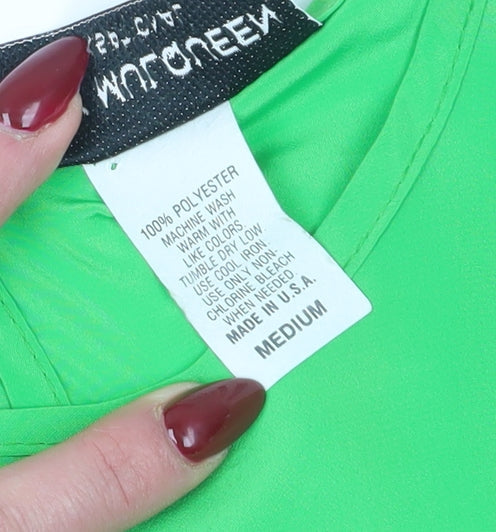 MULQUEEN
100% POLYESTER
MACHINE WASH
WARM WITH
LIKE COLORS.
TUMBLE DRY LOW.
USE COOL IRON.
USE ONLY NON-
CHLORINE BLEACH
WHEN NEEDED
MADE IN U.S.A.
MEDIUM